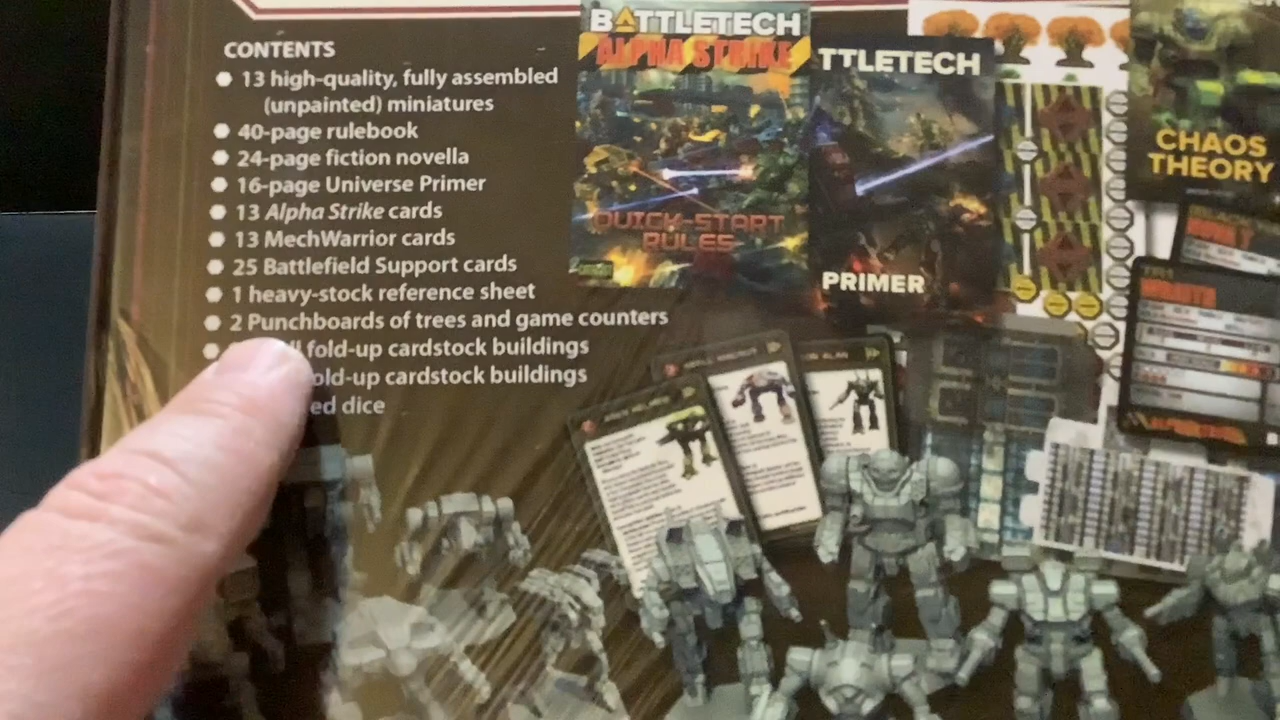 CONTENTS
13 high-quality, fully assembled
(unpainted) miniatures
40-page rulebook
24-page fiction novella
16-page Universe Primer
13 Alpha Strike cards
13 MechWarrior cards
25 Battlefield Support cards
1 heavy-stock reference sheet
2 Punchboards of trees and game counters
fold-up cardstock buildings
old-up cardstock buildings
ed dice
BATTLETECH
ALPHA STRIKE
QUICK-START
RULES
TTLETECH
PRIMER
CHAOS
THEORY